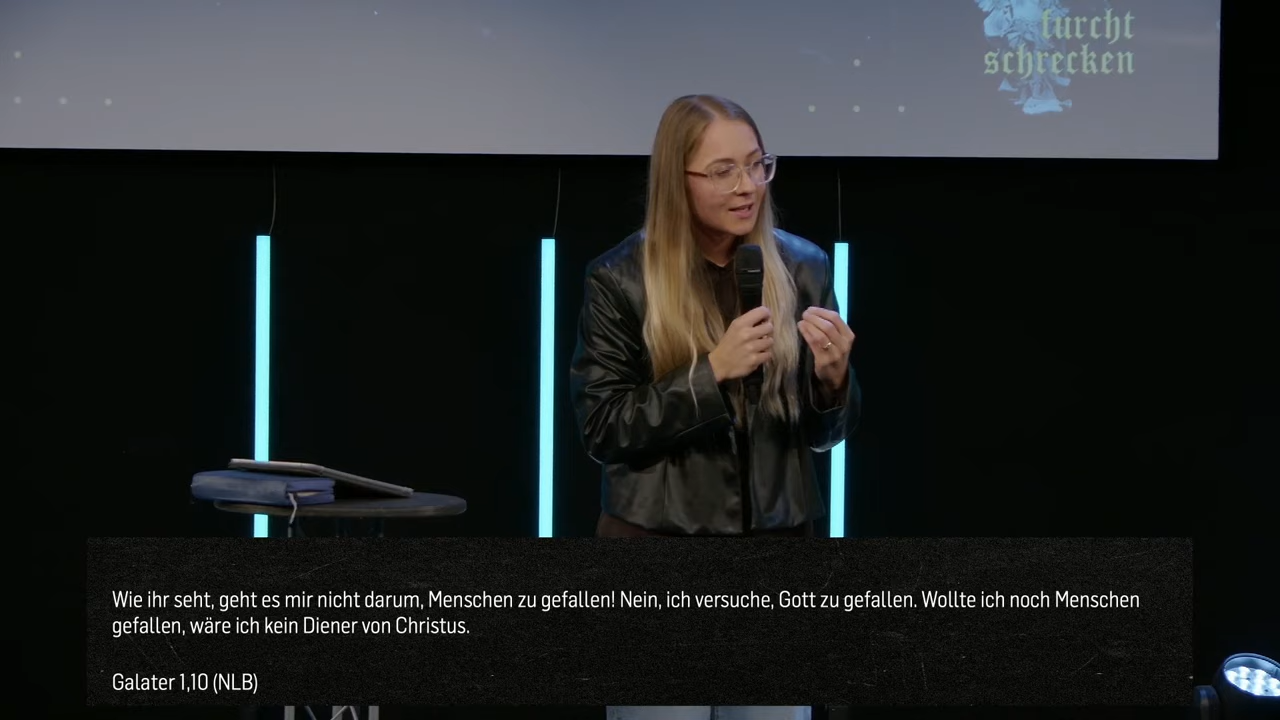 furcht
schrecken
Wie ihr seht, geht es mir nicht darum, Menschen zu gefallen! Nein, ich versuche, Gott zu gefallen. Wollte ich noch Menschen
gefallen, wäre ich kein Diener von Christus.
Galater 1,10 (NLB)